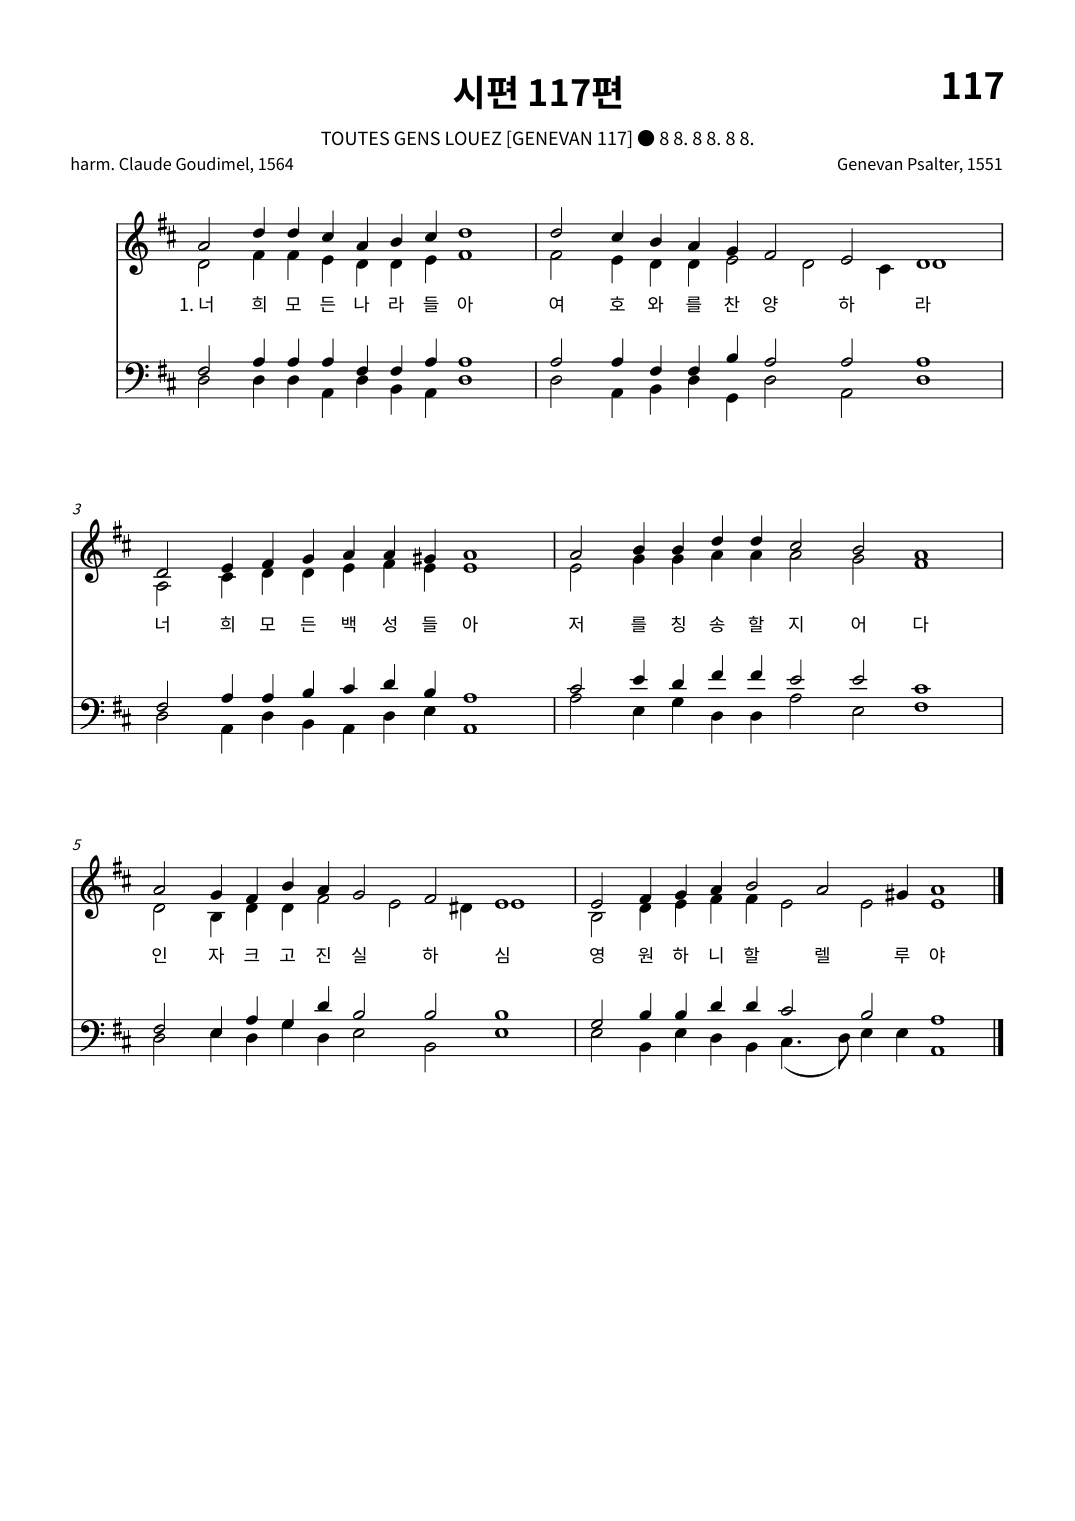 시편 117편
117
TOUTES GENS LOUEZ [GENEVAN 117] ● 8 8. 8 8. 8 8.
harm. Claude Goudimel, 1564
Genevan Psalter, 1551
1. 너 희 모 든 나 라 들 아 여 호 와 를 찬 양 하 라
3
너 희 모 든 백 성 들 아 저 를 칭 송 할 지 어 다
5
인 자 크 고 진 실 하 심 영 원 하 니 할 렐 루 야